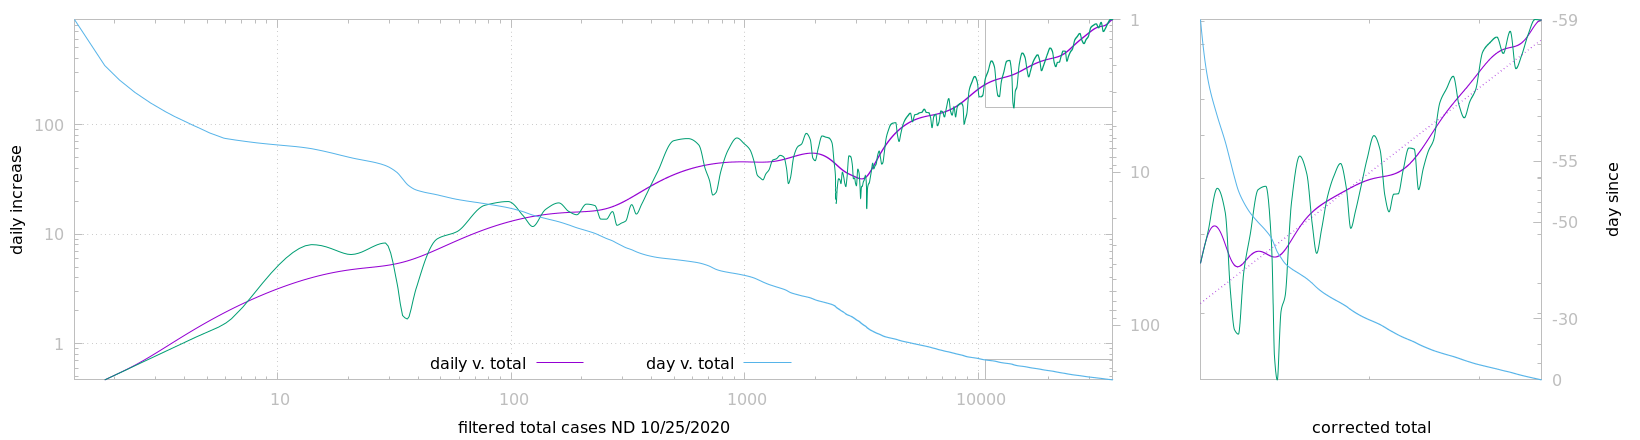 daily increase
100
10
1
daily v. total
day v. total
10
100
1000
10000
filtered total cases ND 10/25/2020
1
10
100
-59
-55
-50
-30
0
day since
corrected total